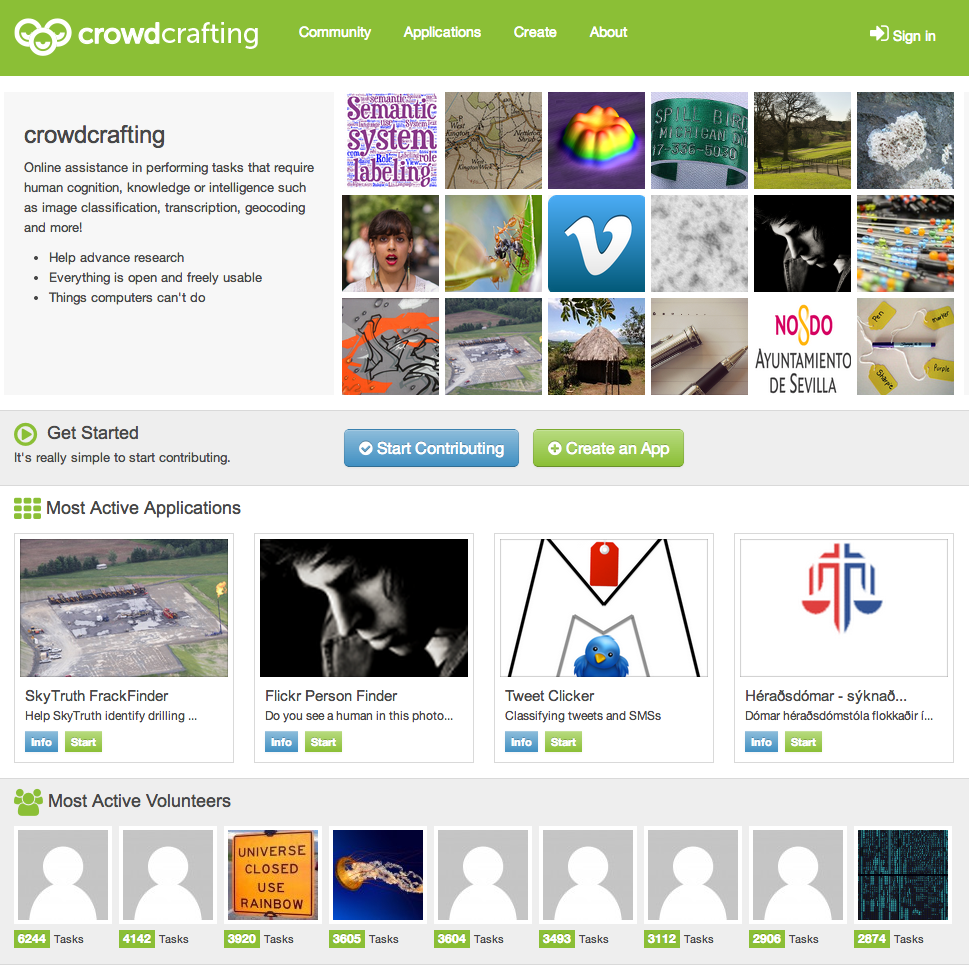 crowdcrafting
Community
Applications
Create
About
Sign in
crowdcrafting
Online assistance in performing tasks that require
human cognition, knowledge or intelligence such
as image classification, transcription, geocoding
and more!
Help advance research
Everything is open and freely usable
Things computers can't do
Semantic
system
Role
role
labeling
SPILL BIRD
MICHIGAN
NO8DO
AYUNTAMIENTO
DE SEVILLA
Pen
Sharpie
Purple
Get Started
It's really simple to start contributing.
Start Contributing
Create an App
Most Active Applications
SkyTruth FrackFinder
Help SkyTruth identify drilling ...
Info
Start
Flickr Person Finder
Do you see a human in this photo...
Info
Start
Tweet Clicker
Classifying tweets and SMSs
Info
Start
Héraðsdómar - sýknað...
Dómar héraðsdómstóla flokkaðir í...
Info
Start
Most Active Volunteers
UNIVERSE
CLOSED
USE
RAINBOW
6244 Tasks
4142 Tasks
3920 Tasks
3605 Tasks
3604 Tasks
3493 Tasks
3112 Tasks
2906 Tasks
2874 Tasks